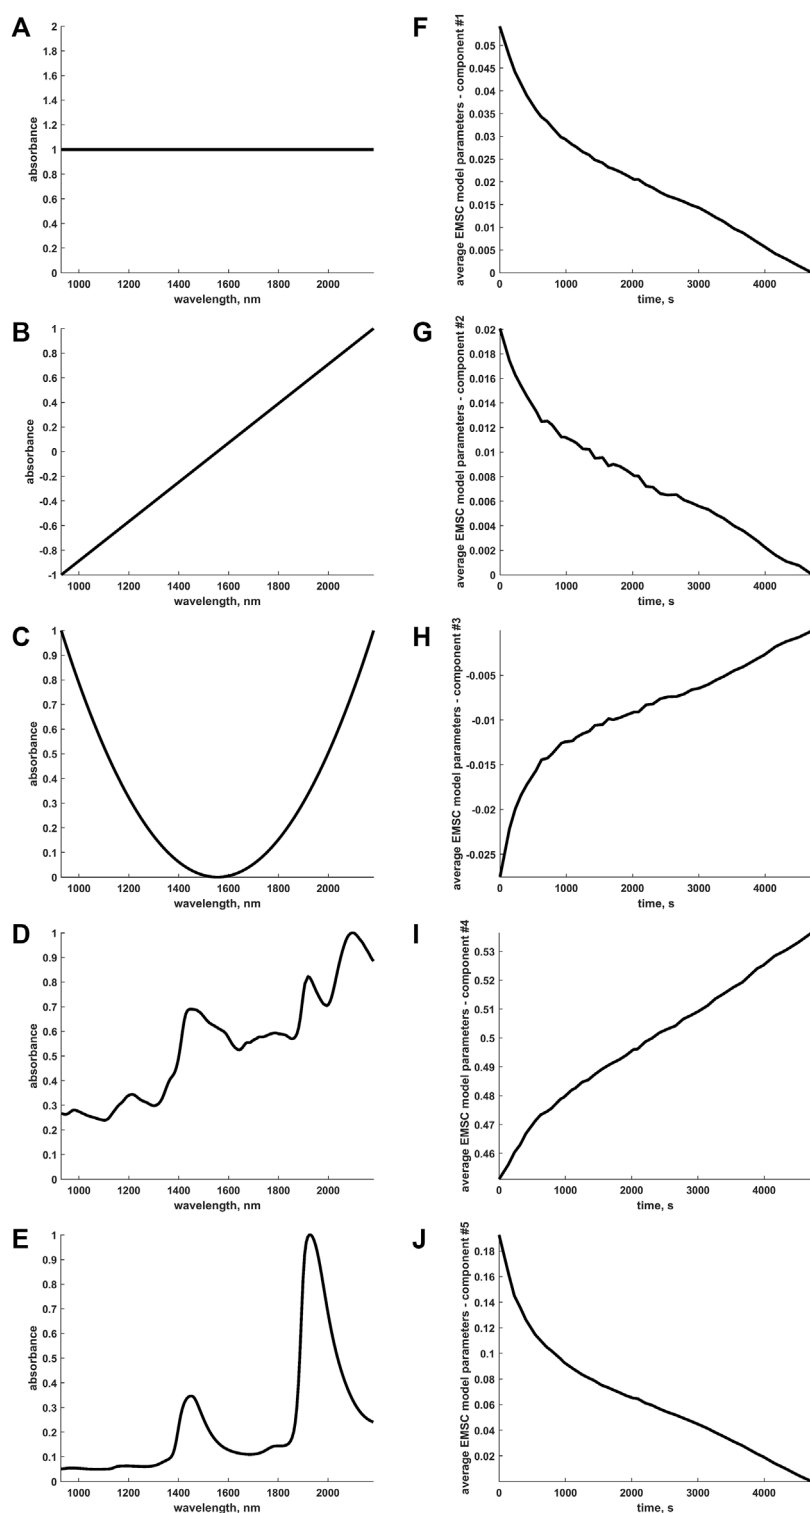 A
2
1.8
1.6
1.4
1.2
1
0.8
0.6
0.4
0.2
0
absorbance
1000 1200 1400 1600 1800 2000
wavelength, nm
F
0.05
0.045
0.04
0.035
0.03
0.025
0.02
0.015
0.01
0.005
0
average EMSC model parameters - component #1
0 1000 2000 3000 4000
time, s
B
1
0.8
0.6
0.4
0.2
0
-0.2
-0.4
-0.6
-0.8
-1
absorbance
1000 1200 1400 1600 1800 2000
wavelength, nm
G
0.02
0.018
0.016
0.014
0.012
0.01
0.008
0.006
0.004
0.002
0
average EMSC model parameters - component #2
0 1000 2000 3000 4000
time, s
C
1
0.9
0.8
0.7
0.6
0.5
0.4
0.3
0.2
0.1
0
absorbance
1000 1200 1400 1600 1800 2000
wavelength, nm
H
-0.005
-0.01
-0.015
-0.02
-0.025
average EMSC model parameters - component #3
0 1000 2000 3000 4000
time, s
D
1
0.9
0.8
0.7
0.6
0.5
0.4
0.3
0.2
0.1
0
absorbance
1000 1200 1400 1600 1800 2000
wavelength, nm
I
0.53
0.52
0.51
0.5
0.49
0.48
0.47
0.46
average EMSC model parameters - component #4
0 1000 2000 3000 4000
time, s
E
1
0.9
0.8
0.7
0.6
0.5
0.4
0.3
0.2
0.1
0
absorbance
1000 1200 1400 1600 1800 2000
wavelength, nm
J
0.18
0.16
0.14
0.12
0.1
0.08
0.06
0.04
0.02
average EMSC model parameters - component #5
0 1000 2000 3000 4000
time, s